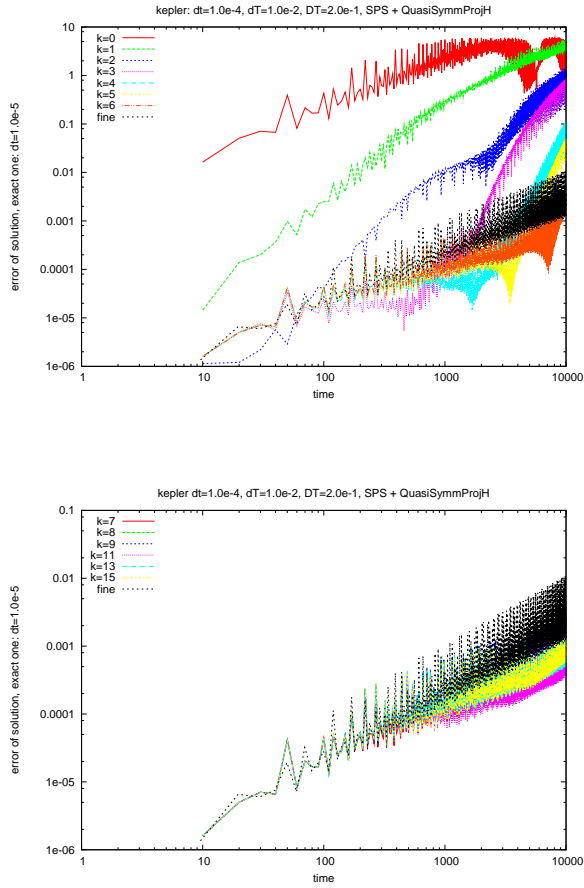 kepler: dt=1.0e-4, dT=1.0e-2, DT=2.0e-1, SPS + QuasiSymmProjH
10
k=0
k=1
k=2
k=3
k=4
k=5
k=6
fine
1
0.1
0.01
0.001
0.0001
1e-05
1e-06
error of solution, exact one: dt=1.0e-5
1
10
100
1000
10000
time
kepler dt=1.0e-4, dT=1.0e-2, DT=2.0e-1, SPS + QuasiSymmProjH
0.1
k=7
k=8
k=9
k=11
k=13
k=15
fine
0.01
0.001
0.0001
1e-05
1e-06
error of solution, exact one: dt=1.0e-5
1
10
100
1000
10000
time